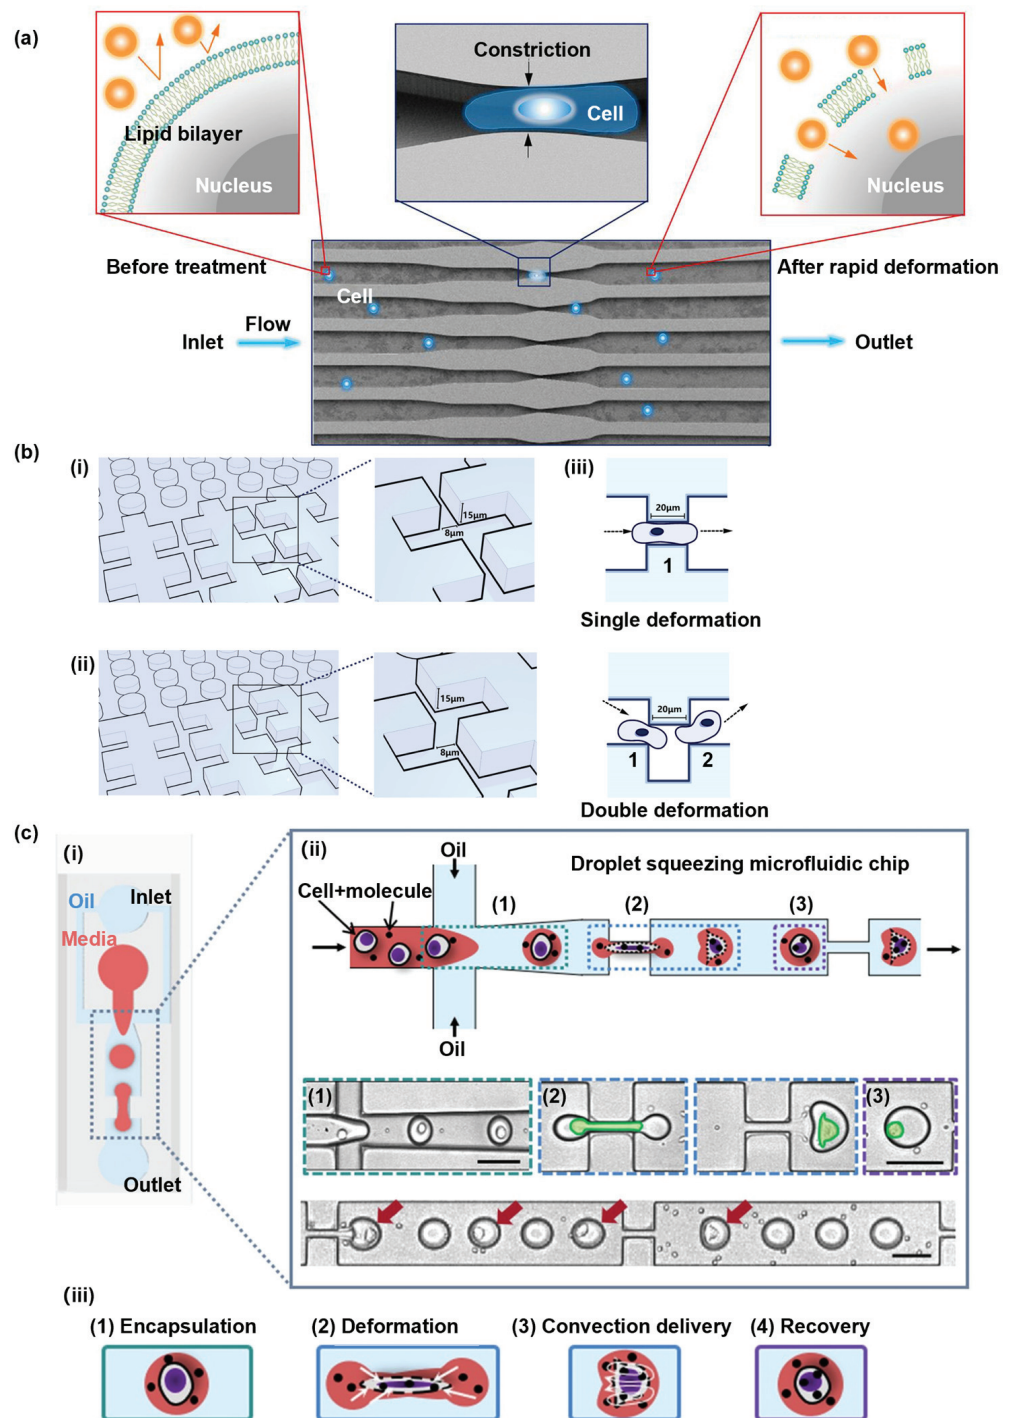 (a)
Constriction
Cell
Lipid bilayer
Nucleus
Nucleus
Before treatment
After rapid deformation
Cell
Flow
Inlet
Outlet
(b)
(i)
15μm
8μm
(iii)
20μm
1
Single deformation
(ii)
15μm
8μm
20μm
1
2
Double deformation
(c)
(i)
Oil
Inlet
Media
Outlet
(ii)
Oil
Droplet squeezing microfluidic chip
Cell+molecule
(1)
(2)
(3)
Oil
(1)
(2)
(3)
(iii)
(1) Encapsulation
(2) Deformation
(3) Convection delivery
(4) Recovery